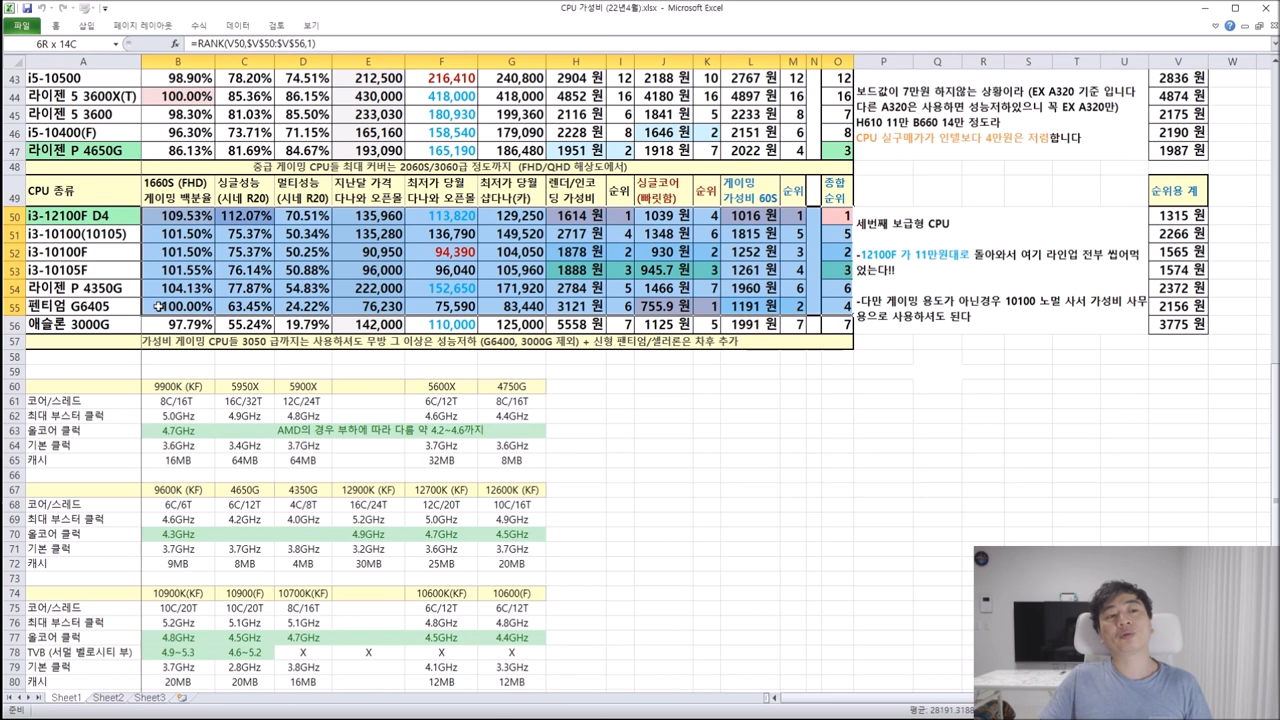 CPU 가성비 (22년4월).xlsx - Microsoft Excel
파일 홈 삽입 페이지 레이아웃 수식 데이터 검토 보기
6R x 14C fx =RANK(V50,$V$50:$V$56,1)
A B C D E F G H I J K L M N O P Q R S T U V W
43 i5-10500 98.90% 78.20% 74.51% 212,500 216,410 240,800 2904 원 12 2188 원 10 2767 원 12 12 2836 원
보드값이 7만원 하지않는 상황이라 (EX A320 기준 입니다
44 라이젠 5 3600X(T) 100.00% 85.36% 86.15% 430,000 418,000 418,000 4852 원 16 4180 원 16 4897 원 16 16 4874 원
다른 A320은 사용하면 성능저하있으니 꼭 EX A320만)
45 라이젠 5 3600 98.30% 81.03% 85.50% 233,030 180,930 199,360 2116 원 6 1841 원 5 2233 원 8 7 2175 원
H610 11만 B660 14만 정도라
46 i5-10400(F) 96.30% 73.71% 71.31% 165,160 158,540 179,090 2228 원 8 1646 원 2 2151 원 6 8 2190 원
CPU 실구매가가 인텔보다 4만원은 저렴합니다
47 라이젠 P 4650G 86.13% 81.69% 86.67% 193,090 165,190 186,480 1951 원 2 1918 원 7 2022 원 4 3 1987 원
48 중급 게이밍 CPU들 최대 커버는 2060S/3060급 정도까지 (FHD/QHD 해상도에서)
49 CPU 종류 1660S (FHD) 게이밍 백분율 싱글성능 (시네 R20) 멀티성능 (시네 R20) 지난달 가격 다나와 오픈몰 최저가 당월 다나와 오픈몰 최저가 당월 샵다나(카) 렌더/인코딩 가성비 순위 싱글코어 (빠릿함) 순위 게이밍 가성비 60S 순위 종합 순위 순위용 계
50 i3-12100F D4 109.53% 112.07% 70.51% 135,960 113,820 129,250 1614 원 1 1039 원 4 1016 원 1 1 1315 원
세번째 보급형 CPU
51 i3-10100(10105) 101.50% 75.37% 50.34% 135,280 136,790 149,520 2717 원 4 1348 원 6 1815 원 5 5 2266 원
52 i3-10100F 101.50% 75.37% 50.25% 90,950 94,390 104,050 1878 원 2 930 원 2 1252 원 3 2 1565 원
-12100F 가 11만원대로 돌아와서 여기 라인업 전부 씹어먹
53 i3-10105F 101.55% 76.14% 50.88% 96,000 96,040 105,960 1888 원 3 945.7 원 3 1261 원 4 3 1574 원
었는다!!
54 라이젠 P 4350G 104.13% 77.87% 54.83% 222,000 152,650 171,920 2784 원 5 1466 원 7 1960 원 6 6 2372 원
55 펜티엄 G6405 100.00% 63.45% 24.22% 76,230 75,590 83,440 3121 원 6 755.9 원 1 1191 원 2 4 2156 원
-다만 게이밍 용도가 아닌경우 10100 노멀 사서 가성비 사무
용으로 사용하셔도 된다
56 애슬론 3000G 97.79% 55.24% 19.79% 142,000 110,000 125,000 5558 원 7 1125 원 5 1991 원 7 7 3775 원
57 가성비 게이밍 CPU들 3050 급까지는 사용하셔도 무방 그 이상은 성능저하 (G6400, 3000G 제외) + 신형 펜티엄/셀러론은 차후 추가
58
59
60 9900K (KF) 5950X 5900X 5600X 4750G
61 코어/스레드 8C/16T 16C/32T 12C/24T 6C/12T 8C/16T
62 최대 부스터 클럭 5.0GHz 4.9GHz 4.8GHz 4.6GHz 4.4GHz
63 올코어 클럭 4.7GHz AMD의 경우 부하에 따라 다름 약 4.2~4.6까지
64 기본 클럭 3.6GHz 3.4GHz 3.7GHz 3.7GHz 3.6GHz
65 캐시 16MB 64MB 64MB 32MB 8MB
66
67 9600K (KF) 4650G 4350G 12900K (KF) 12700K (KF) 12600K (KF)
68 코어/스레드 6C/6T 6C/12T 4C/8T 16C/24T 12C/20T 10C/16T
69 최대 부스터 클럭 4.6GHz 4.2GHz 4.0GHz 5.2GHz 5.0GHz 4.9GHz
70 올코어 클럭 4.3GHz 4.9GHz 4.7GHz 4.5GHz
71 기본 클럭 3.7GHz 3.7GHz 3.8GHz 3.2GHz 3.6GHz 3.7GHz
72 캐시 9MB 8MB 4MB 30MB 25MB 20MB
73
74 10900K(KF) 10900(F) 10700K(KF) 10600K(KF) 10600(F)
75 코어/스레드 10C/20T 10C/20T 8C/16T 6C/12T 6C/12T
76 최대 부스터 클럭 5.2GHz 5.1GHz 5.1GHz 4.8GHz 4.8GHz
77 올코어 클럭 4.8GHz 4.5GHz 4.7GHz 4.5GHz 4.4GHz
78 TVB (서멀 벨로시티 부) 4.9~5.3 4.6~5.2 X X X X
79 기본 클럭 3.7GHz 2.8GHz 3.8GHz 4.1GHz 3.3GHz
80 캐시 20MB 20MB 16MB 12MB 12MB
Sheet1 Sheet2 Sheet3
준비 평균: 28191.3188